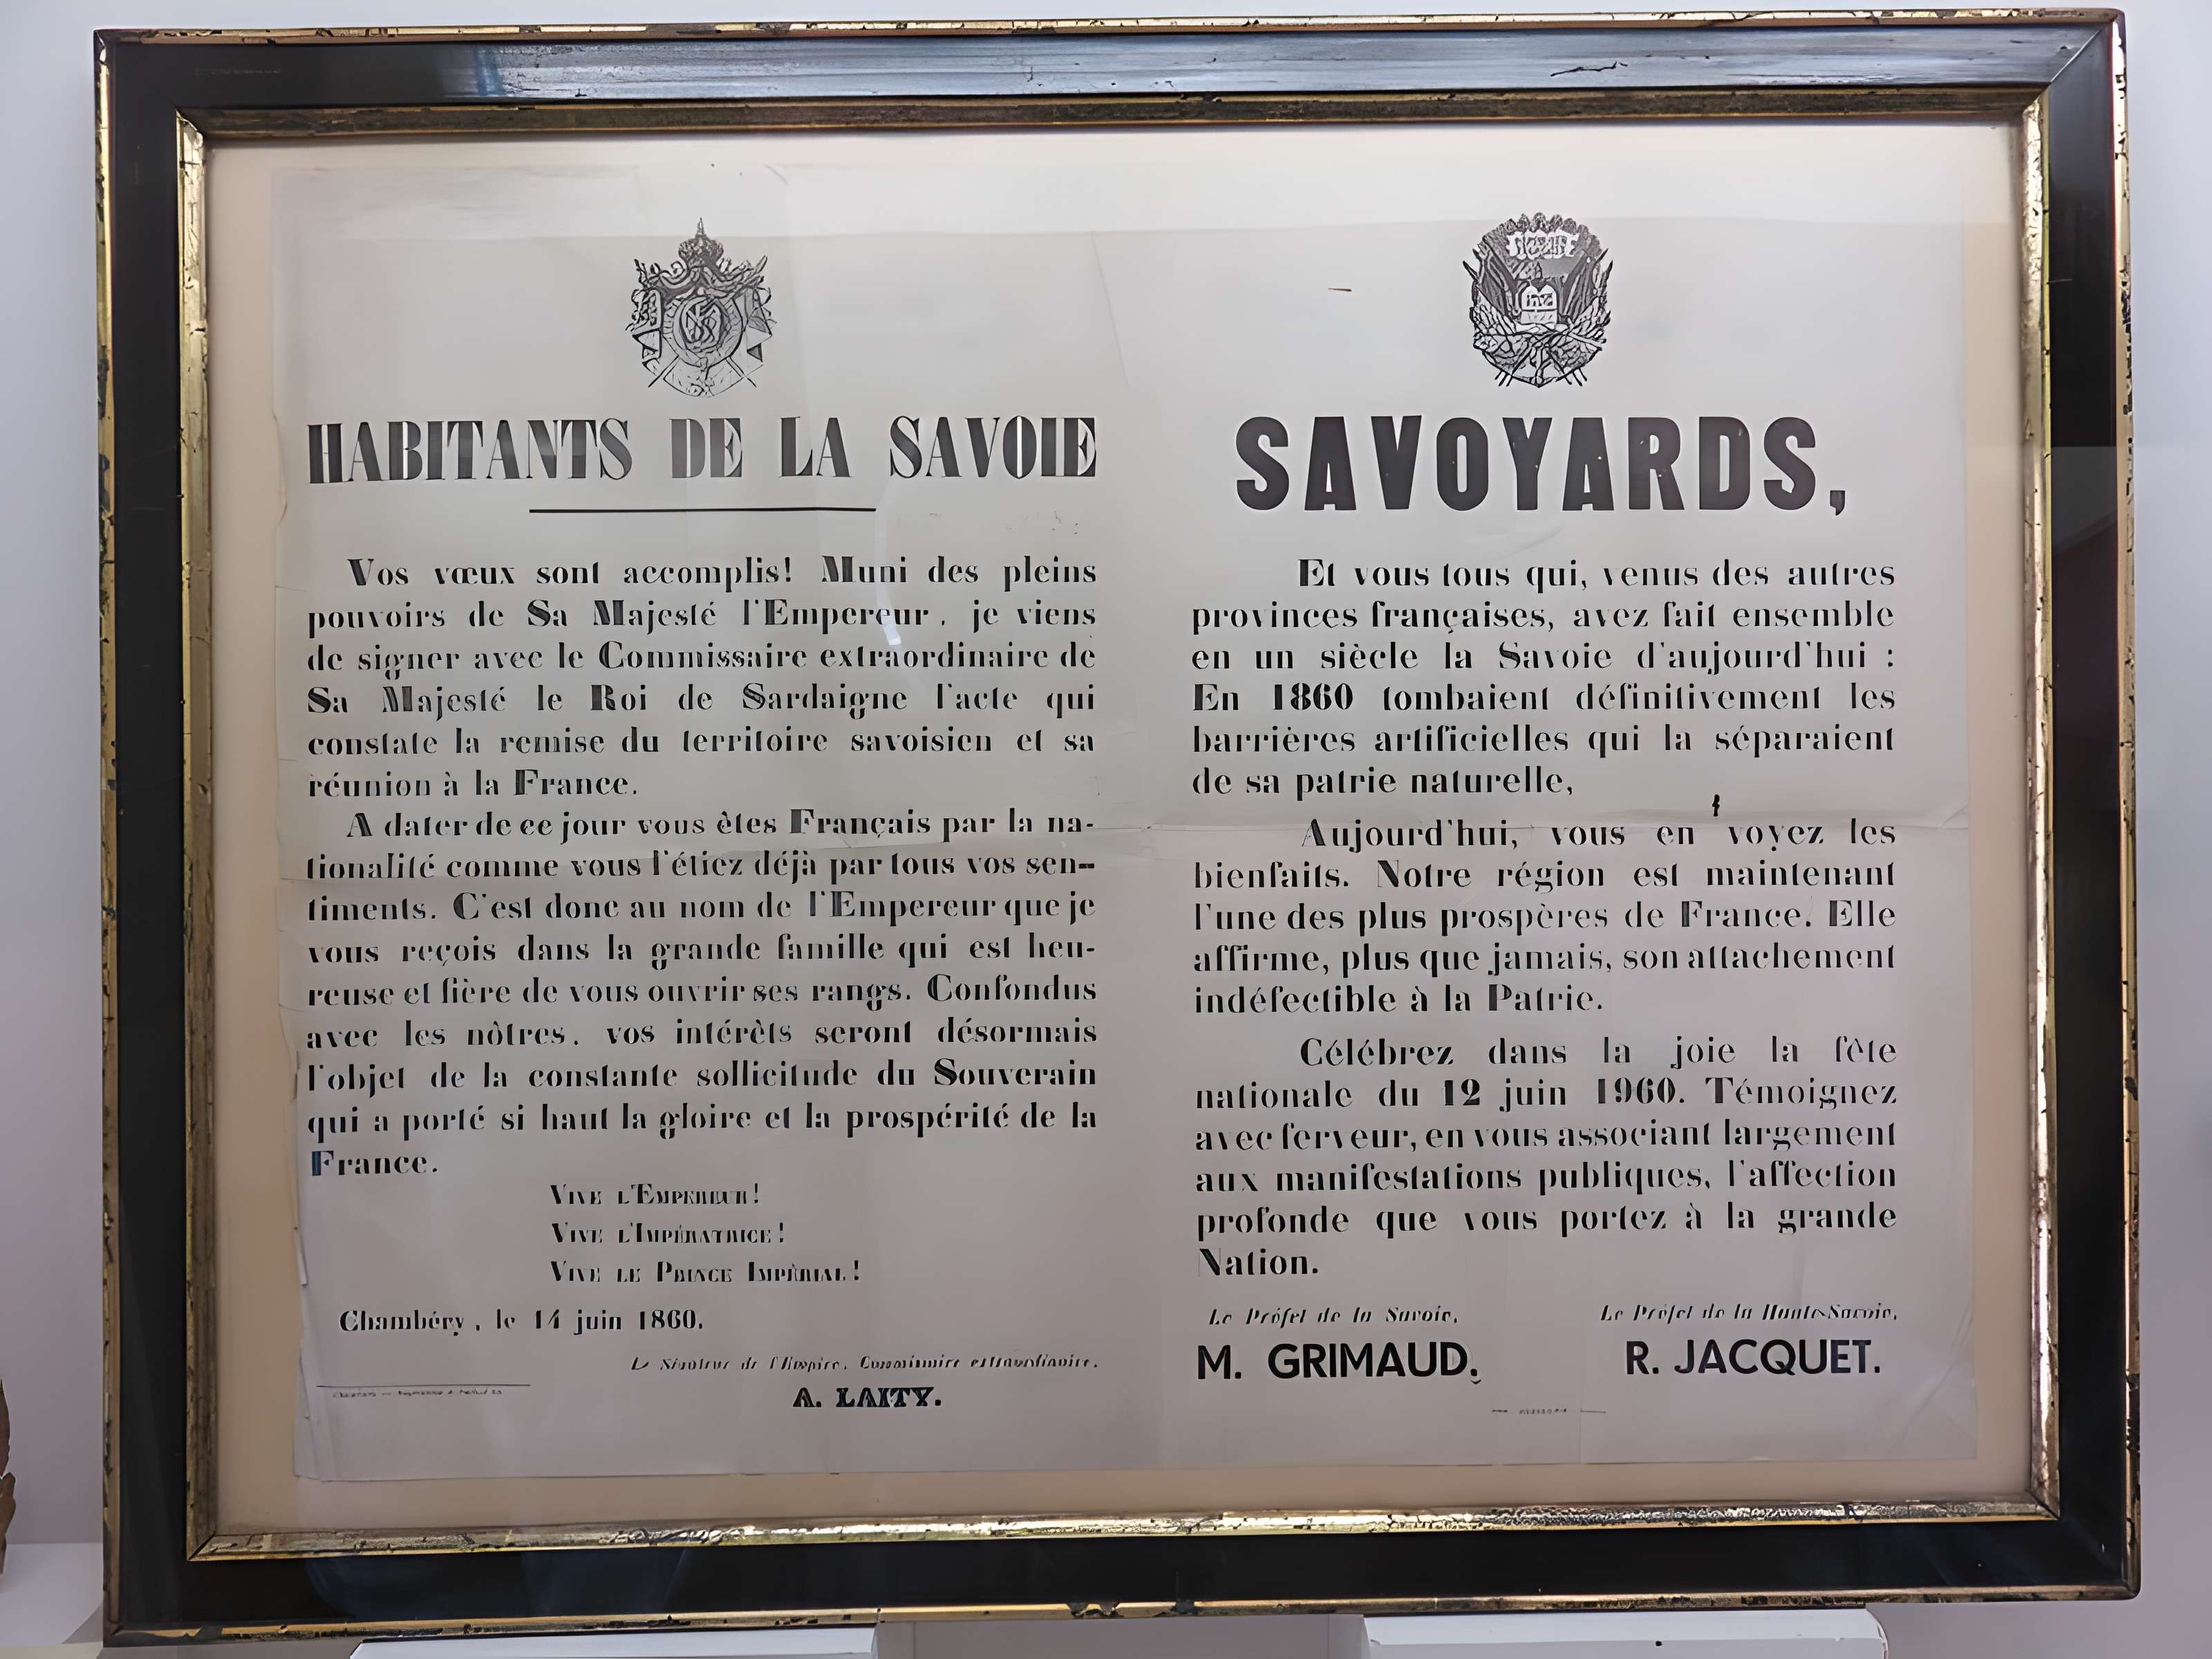 HABITANTS DE LA SAVOIE
Vos vœux sont accomplis! Muni des pleins
pouvoirs de Sa Majesté l'Empereur, je viens
de signer avec le Commissaire extraordinaire de
Sa Majesté le Roi de Sardaigne l'acte qui
constate la remise du territoire savoisien et sa
réunion à la France.
A dater de ce jour vous êtes Français par la na-
tionalité comme vous l'étiez déjà par tous vos sen-
timents. C'est donc au nom de l'Empereur que je
vous reçois dans la grande famille qui est heu-
reuse et fière de vous ouvrir ses rangs. Confondus
avec les nôtres, vos intérêts seront désormais
l'objet de la constante sollicitude du Souverain
qui a porté si haut la gloire et la prospérité de la
France.
VIVE L'EMPEREUR!
VIVE L'IMPÉRATRICE!
VIVE LE PRINCE IMPÉRIAL!
Chambéry, le 14 juin 1860.
Le Sénateur de l'Empire, Commissaire extraordinaire,
A. LAITY.
SAVOYARDS,
Et vous tous qui, venus des autres
provinces françaises, avez fait ensemble
en un siècle la Savoie d'aujourd'hui :
En 1860 tombaient définitivement les
barrières artificielles qui la séparaient
de sa patrie naturelle,
Aujourd'hui, vous en voyez les
bienfaits. Notre région est maintenant
l'une des plus prospères de France. Elle
affirme, plus que jamais, son attachement
indéfectible à la Patrie.
Célébrez dans la joie la fête
nationale du 12 juin 1960. Témoignez
avec ferveur, en vous associant largement
aux manifestations publiques, l'affection
profonde que vous portez à la grande
Nation.
Le Préfet de la Savoie,
M. GRIMAUD.
Le Préfet de la Haute-Savoie,
R. JACQUET.